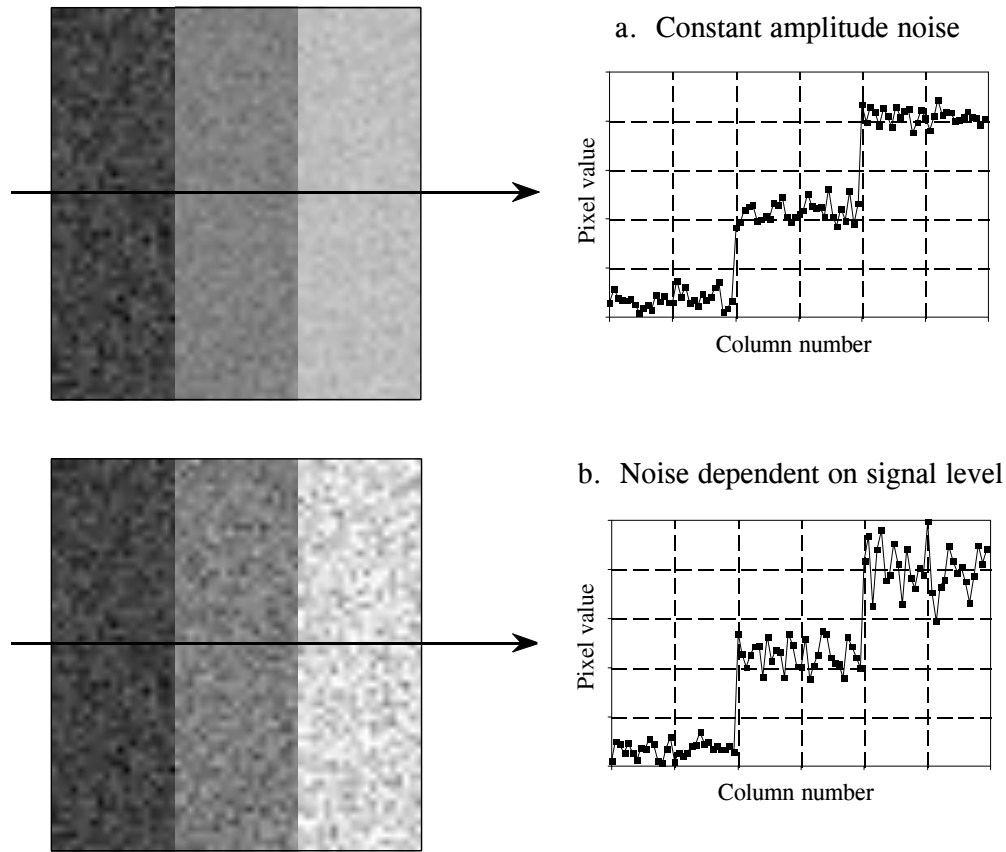 a. Constant amplitude noise
Pixel value
Column number
b. Noise dependent on signal level
Pixel value
Column number